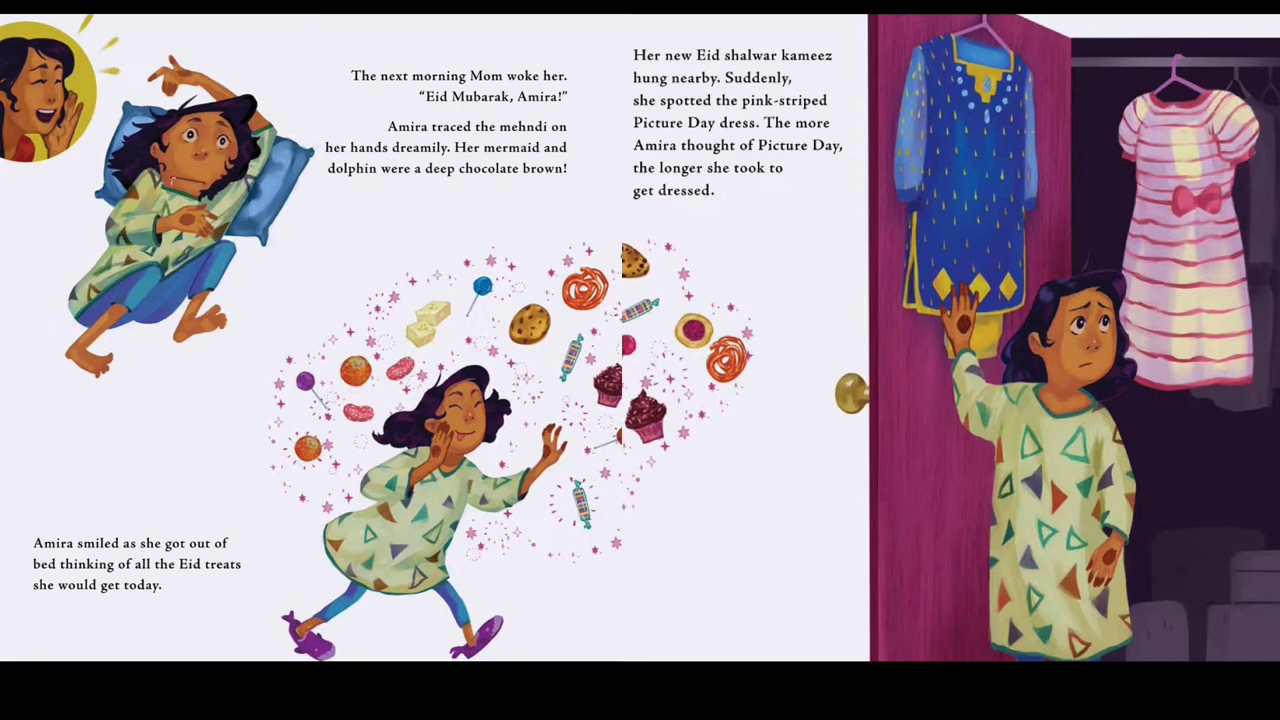 The next morning Mom woke her.
“Eid Mubarak, Amira!”
Amira traced the mehndi on
her hands dreamily. Her mermaid and
dolphin were a deep chocolate brown!
Amira smiled as she got out of
bed thinking of all the Eid treats
she would get today.
Her new Eid shalwar kameez
hung nearby. Suddenly,
she spotted the pink-striped
Picture Day dress. The more
Amira thought of Picture Day,
the longer she took to
get dressed.